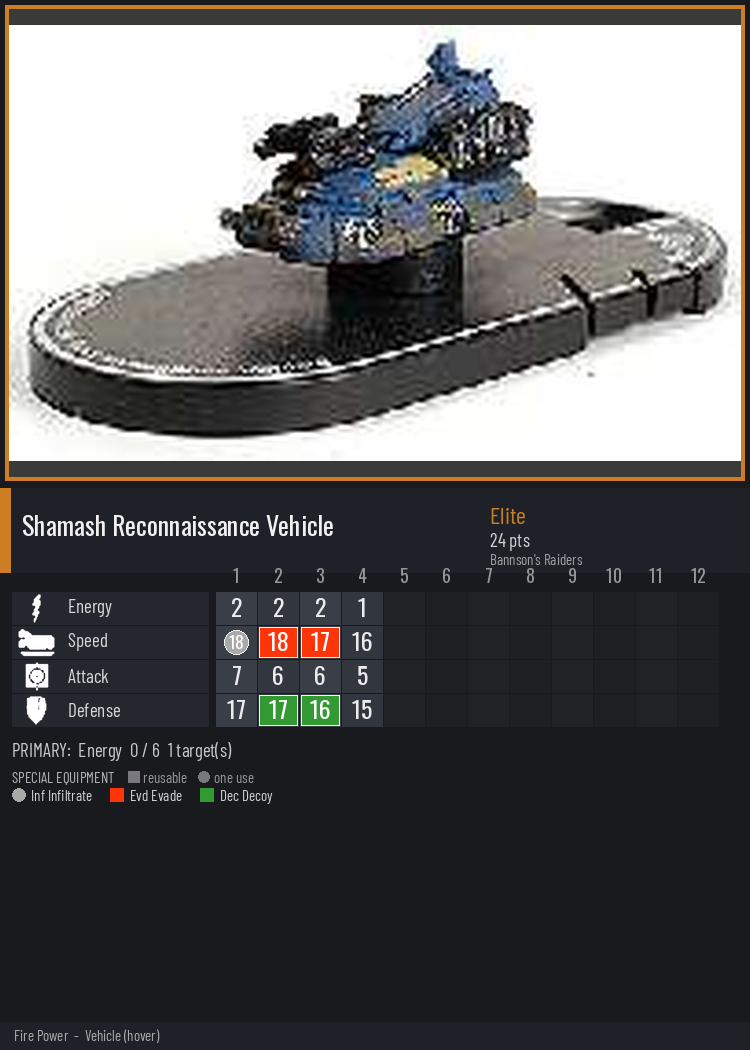 Shamash Reconnaissance Vehicle
Elite
24 pts
Bannson's Raiders
1 2 3 4 5 6 7 8 9 10 11 12
Energy 2 2 2 1
Speed 18 18 17 16
Attack 7 6 6 5
Defense 17 17 16 15
PRIMARY: Energy 0 / 6 1 target(s)
SPECIAL EQUIPMENT reusable one use
Inf Infiltrate Evd Evade Dec Decoy
Fire Power - Vehicle (hover)